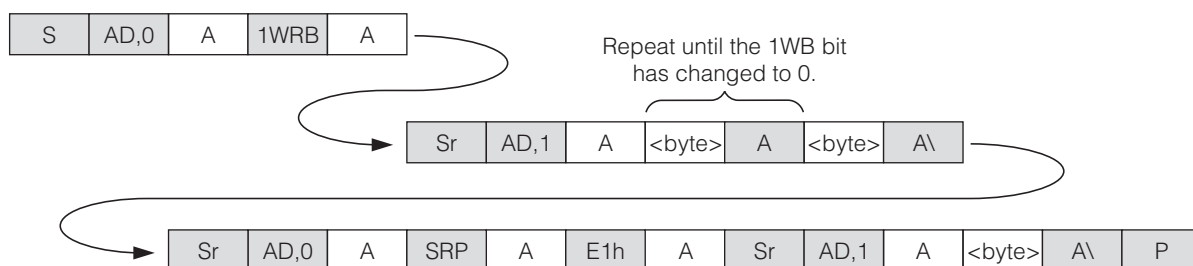 S AD,0 A 1WRB A
Repeat until the 1WB bit
has changed to 0.
Sr AD,1 A <byte> A <byte> A\
Sr AD,0 A SRP A E1h A Sr AD,1 A <byte> A\ P